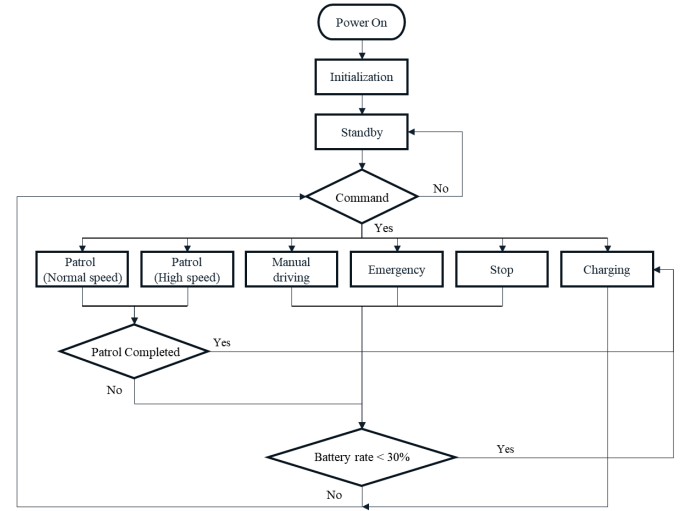 Power On
Initialization
Standby
Command
No
Yes
Patrol
(Normal speed)
Patrol
(High speed)
Manual
driving
Emergency
Stop
Charging
Patrol Completed
Yes
No
Battery rate < 30%
Yes
No